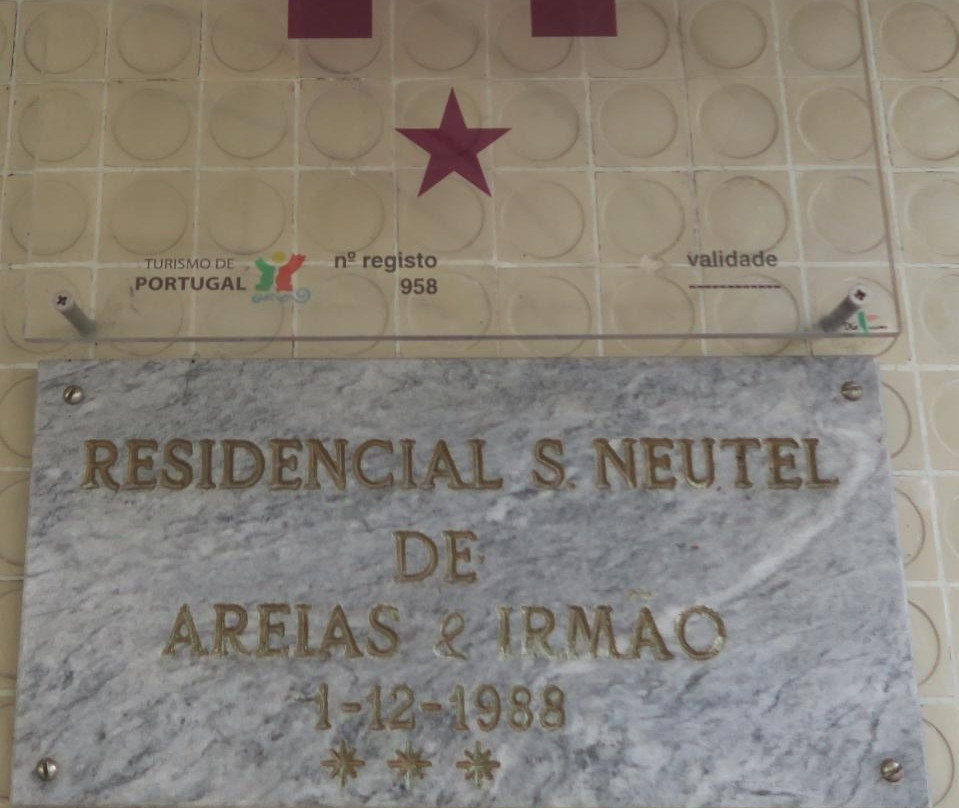 TURISMO DE
PORTUGAL
nº registo
958
validade
-------------
RESIDENCIAL S. NEUTEL
DE
AREIAS & IRMÃO
1-12-1988
* * *